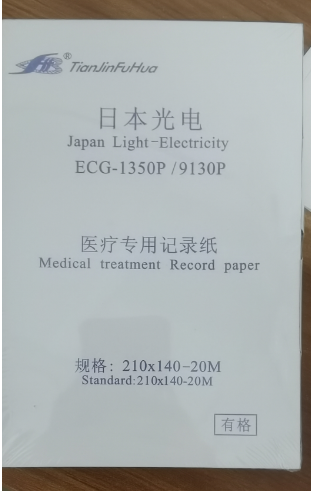 ® TianJinFuHua
日本光电
Japan Light-Electricity
ECG-1350P/9130P
医疗专用记录纸
Medical treatment Record paper
规格: 210x140-20M
Standard:210x140-20M
有格